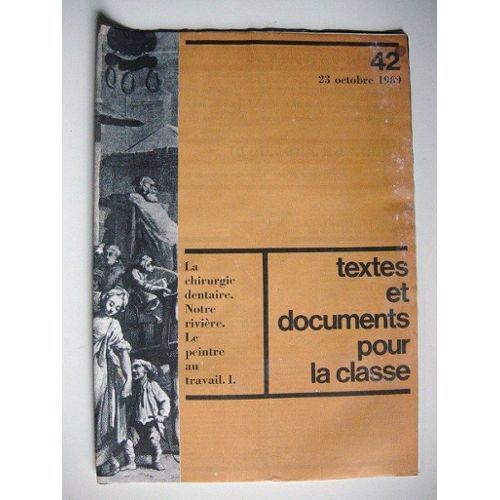 42
23 octobre 1969
La
chirurgie
dentaire.
Notre
rivière.
Le
peintre
au
travail. I.
textes
et
documents
pour
la classe